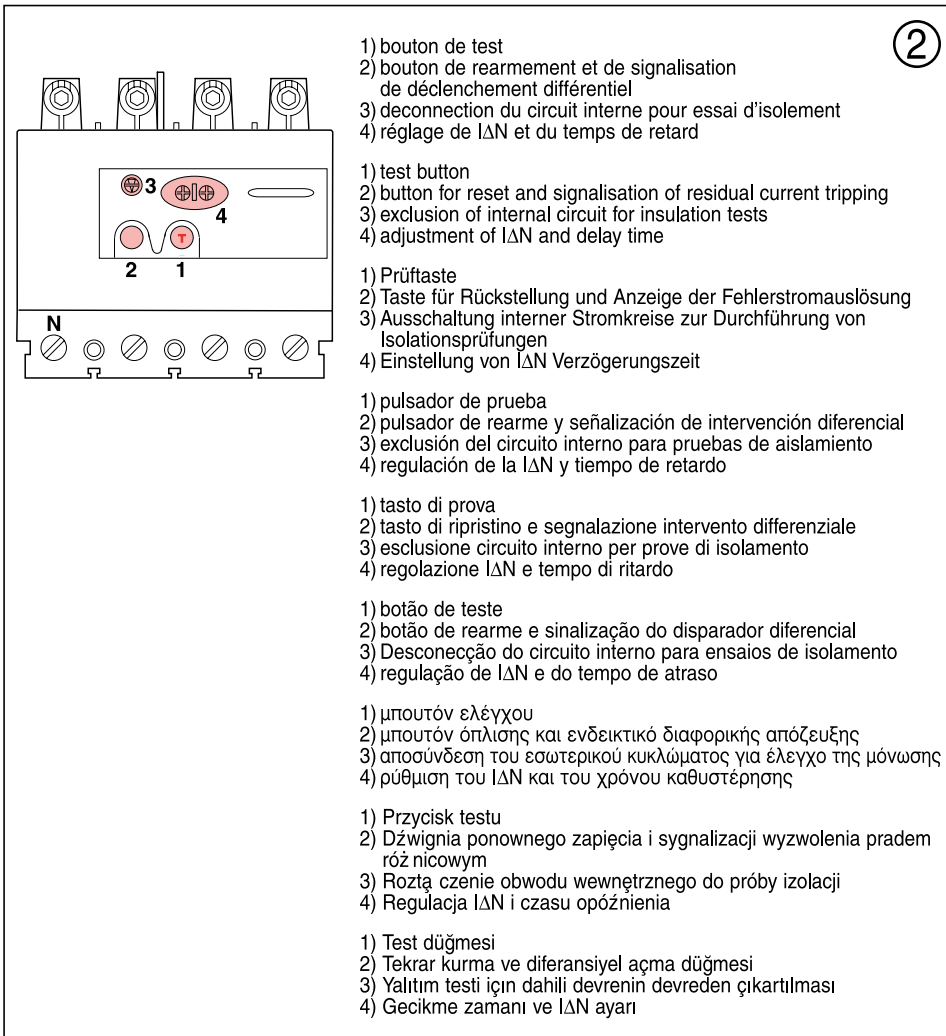 2
1) bouton de test
2) bouton de rearmement et de signalisation
de déclenchement différentiel
3) deconnection du circuit interne pour essai d'isolement
4) réglage de I∆N et du temps de retard
1) test button
2) button for reset and signalisation of residual current tripping
3) exclusion of internal circuit for insulation tests
4) adjustment of I∆N and delay time
1) Prüftaste
2) Taste für Rückstellung und Anzeige der Fehlerstromauslösung
3) Ausschaltung interner Stromkreise zur Durchführung von
Isolationsprüfungen
4) Einstellung von I∆N Verzögerungszeit
1) pulsador de prueba
2) pulsador de rearme y señalización de intervención diferencial
3) exclusión del circuito interno para pruebas de aislamiento
4) regulación de la I∆N y tiempo de retardo
1) tasto di prova
2) tasto di ripristino e segnalazione intervento differenziale
3) esclusione circuito interno per prove di isolamento
4) regolazione I∆N e tempo di ritardo
1) botão de teste
2) botão de rearme e sinalização do disparador diferencial
3) Desconecção do circuito interno para ensaios de isolamento
4) regulação de I∆N e do tempo de atraso
1) μπουτόν ελέγχου
2) μπουτόν όπλισης και ενδεικτικό διαφορικής απόζευξης
3) αποσύνδεση του εσωτερικού κυκλώματος για έλεγχο της μόνωσης
4) ρύθμιση του I∆N και του χρόνου καθυστέρησης
1) Przycisk testu
2) Dźwignia ponownego zapięcia i sygnalizacji wyzwolenia pradem
róż nicowym
3) Roztą czenie obwodu wewnętrznego do próby izolacji
4) Regulacja I∆N i czasu opóźnienia
1) Test düğmesi
2) Tekrar kurma ve diferansiyel açma düğmesi
3) Yalıtım testi için dahili devrenin devreden çıkartılması
4) Gecikme zamanı ve I∆N ayarı
3
4
T
2 1
N